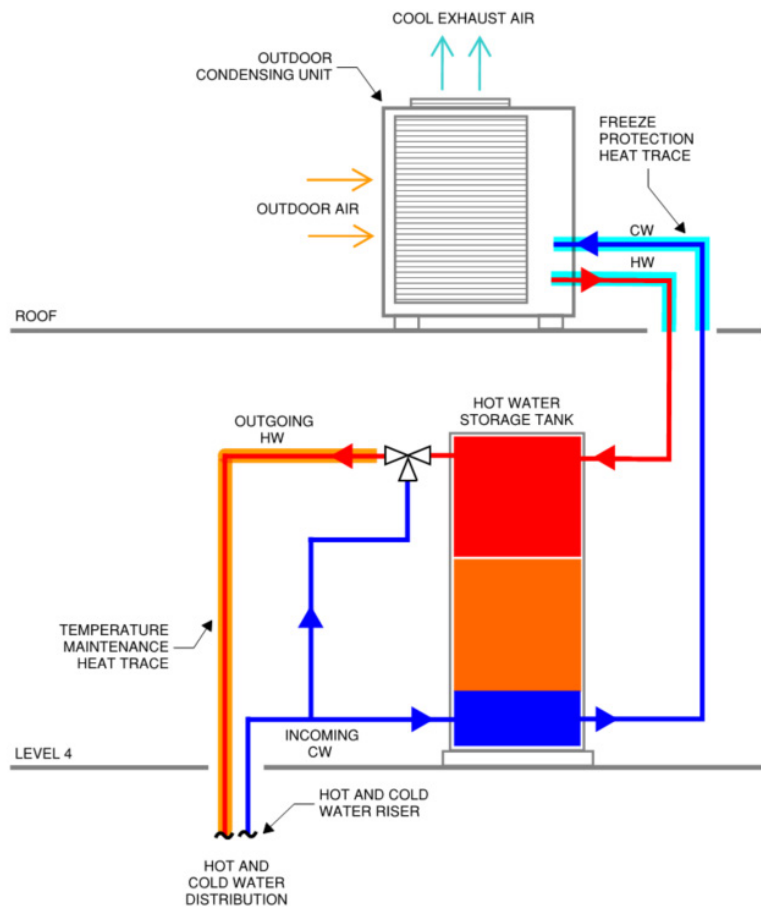 COOL EXHAUST AIR
OUTDOOR
CONDENSING UNIT
FREEZE
PROTECTION
HEAT TRACE
OUTDOOR AIR
CW
HW
ROOF
HOT WATER
STORAGE TANK
OUTGOING
HW
TEMPERATURE
MAINTENANCE
HEAT TRACE
INCOMING
CW
LEVEL 4
HOT AND COLD
WATER RISER
HOT AND
COLD WATER
DISTRIBUTION